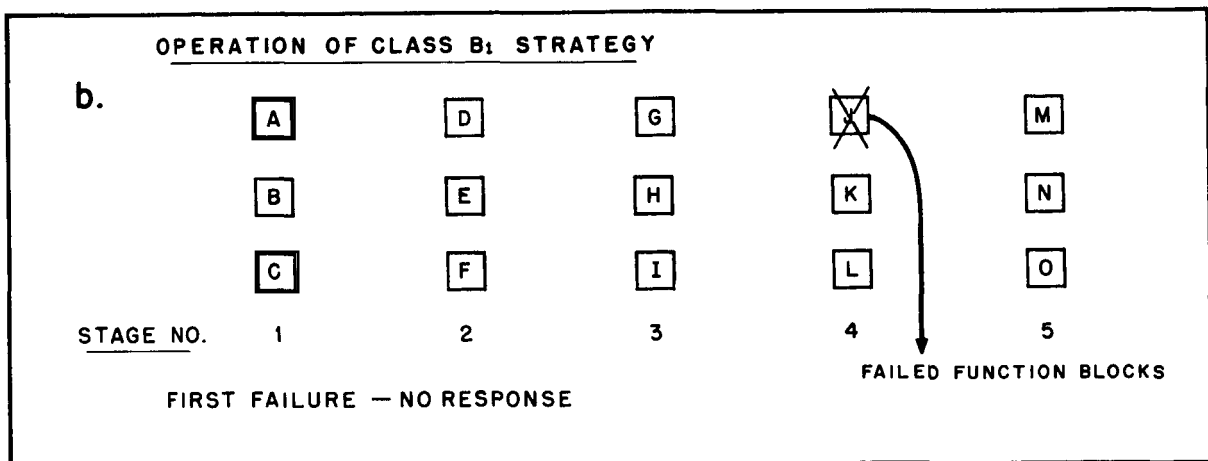 OPERATION OF CLASS B1 STRATEGY
b.
A D G J M
B E H K N
C F I L O
STAGE NO. 1 2 3 4 5
FAILED FUNCTION BLOCKS
FIRST FAILURE — NO RESPONSE